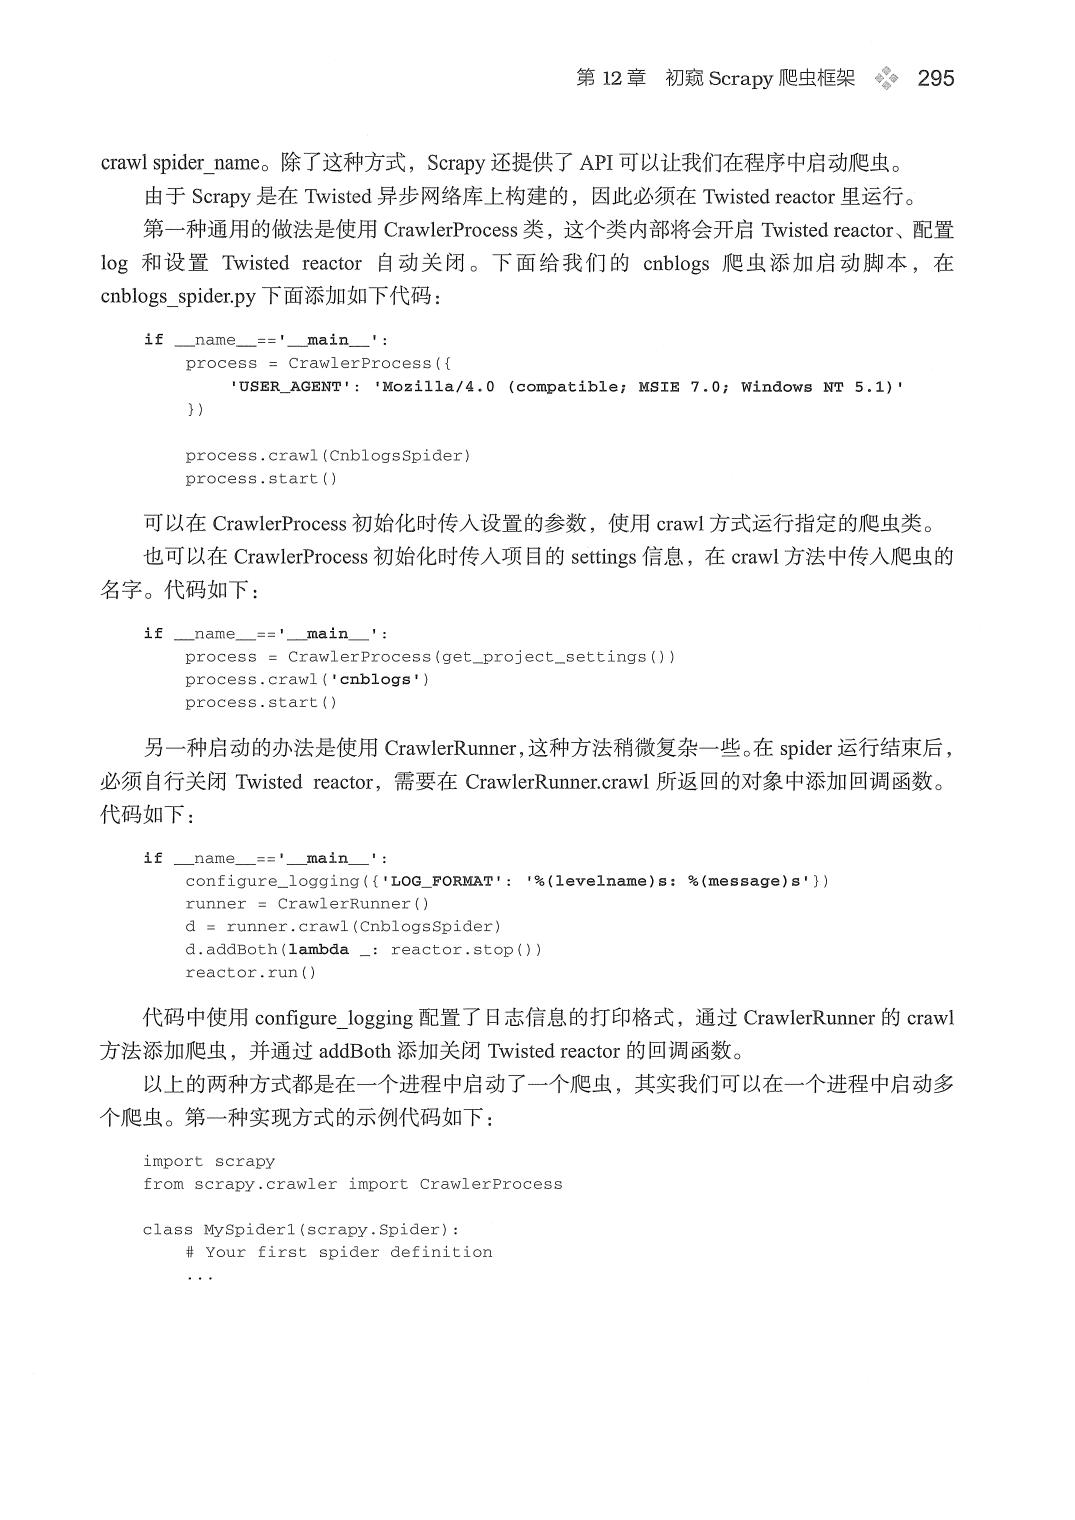 第 12 章 初窥 Scrapy 爬虫框架 295
crawl spider_name。除了这种方式，Scrapy 还提供了 API 可以让我们在程序中启动爬虫。
由于 Scrapy 是在 Twisted 异步网络库上构建的，因此必须在 Twisted reactor 里运行。
第一种通用的做法是使用 CrawlerProcess 类，这个类内部将会开启 Twisted reactor、配置
log 和设置 Twisted reactor 自动关闭。下面给我们的 cnblogs 爬虫添加启动脚本，在
cnblogs_spider.py 下面添加如下代码：
if __name__=='__main__':
    process = CrawlerProcess({
        'USER_AGENT': 'Mozilla/4.0 (compatible; MSIE 7.0; Windows NT 5.1)'
    })
    process.crawl(CnblogsSpider)
    process.start()
可以在 CrawlerProcess 初始化时传入设置的参数，使用 crawl 方式运行指定的爬虫类。
也可以在 CrawlerProcess 初始化时传入项目的 settings 信息，在 crawl 方法中传入爬虫的
名字。代码如下：
if __name__=='__main__':
    process = CrawlerProcess(get_project_settings())
    process.crawl('cnblogs')
    process.start()
另一种启动的办法是使用 CrawlerRunner，这种方法稍微复杂一些。在 spider 运行结束后，
必须自行关闭 Twisted reactor，需要在 CrawlerRunner.crawl 所返回的对象中添加回调函数。
代码如下：
if __name__=='__main__':
    configure_logging({'LOG_FORMAT': '%(levelname)s: %(message)s'})
    runner = CrawlerRunner()
    d = runner.crawl(CnblogsSpider)
    d.addBoth(lambda _: reactor.stop())
    reactor.run()
代码中使用 configure_logging 配置了日志信息的打印格式，通过 CrawlerRunner 的 crawl
方法添加爬虫，并通过 addBoth 添加关闭 Twisted reactor 的回调函数。
以上的两种方式都是在一个进程中启动了一个爬虫，其实我们可以在一个进程中启动多
个爬虫。第一种实现方式的示例代码如下：
import scrapy
from scrapy.crawler import CrawlerProcess
class MySpider1(scrapy.Spider):
    # Your first spider definition
    ...